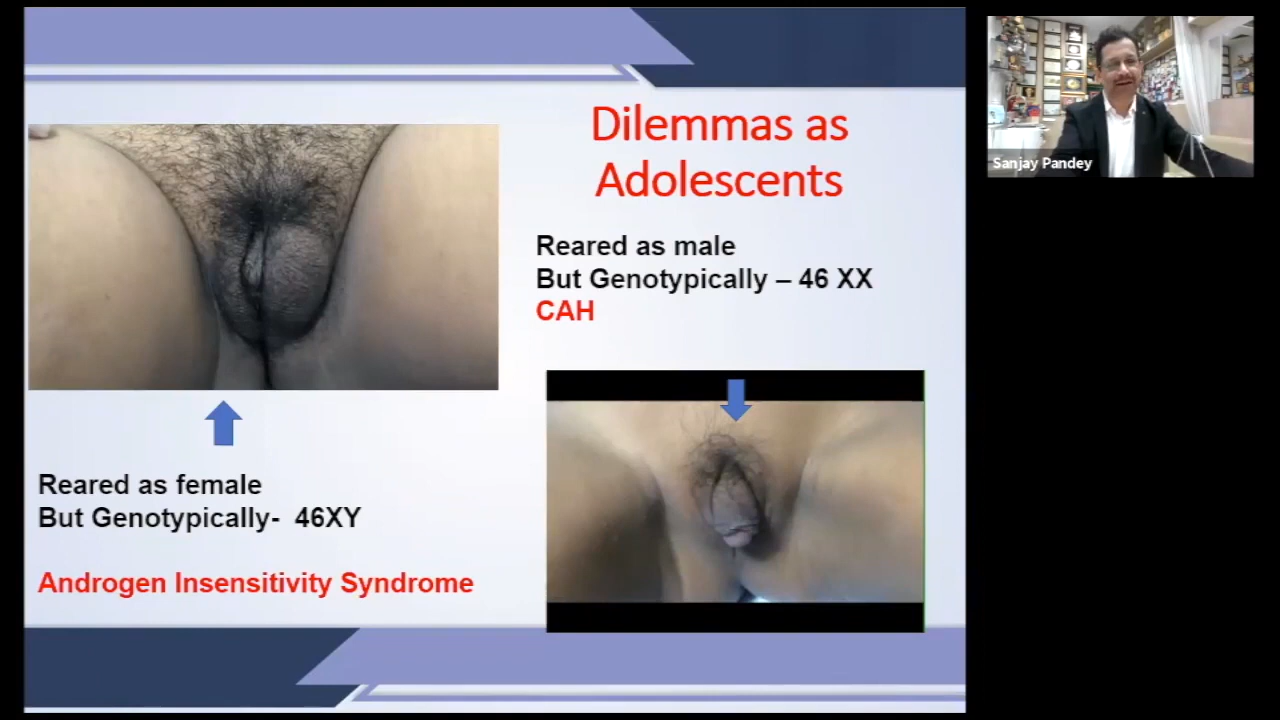 Dilemmas as
Adolescents
Reared as male
But Genotypically – 46 XX
CAH
Reared as female
But Genotypically- 46XY
Androgen Insensitivity Syndrome
Sanjay Pandey